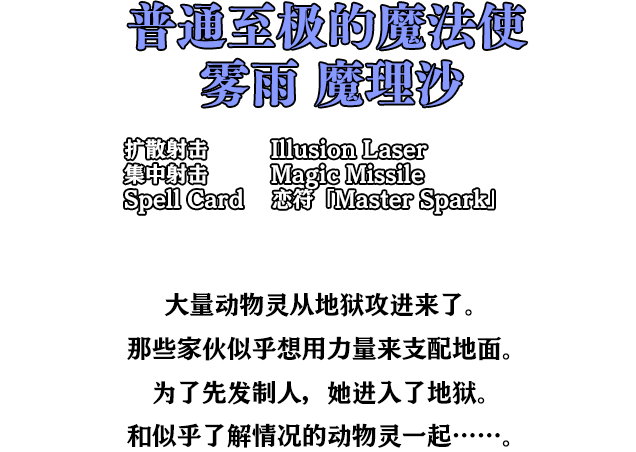 普通至极的魔法使
雾雨 魔理沙
扩散射击 Illusion Laser
集中射击 Magic Missile
Spell Card 恋符「Master Spark」
大量动物灵从地狱攻进来了。
那些家伙似乎想用力量来支配地面。
为了先发制人，她进入了地狱。
和似乎了解情况的动物灵一起……。